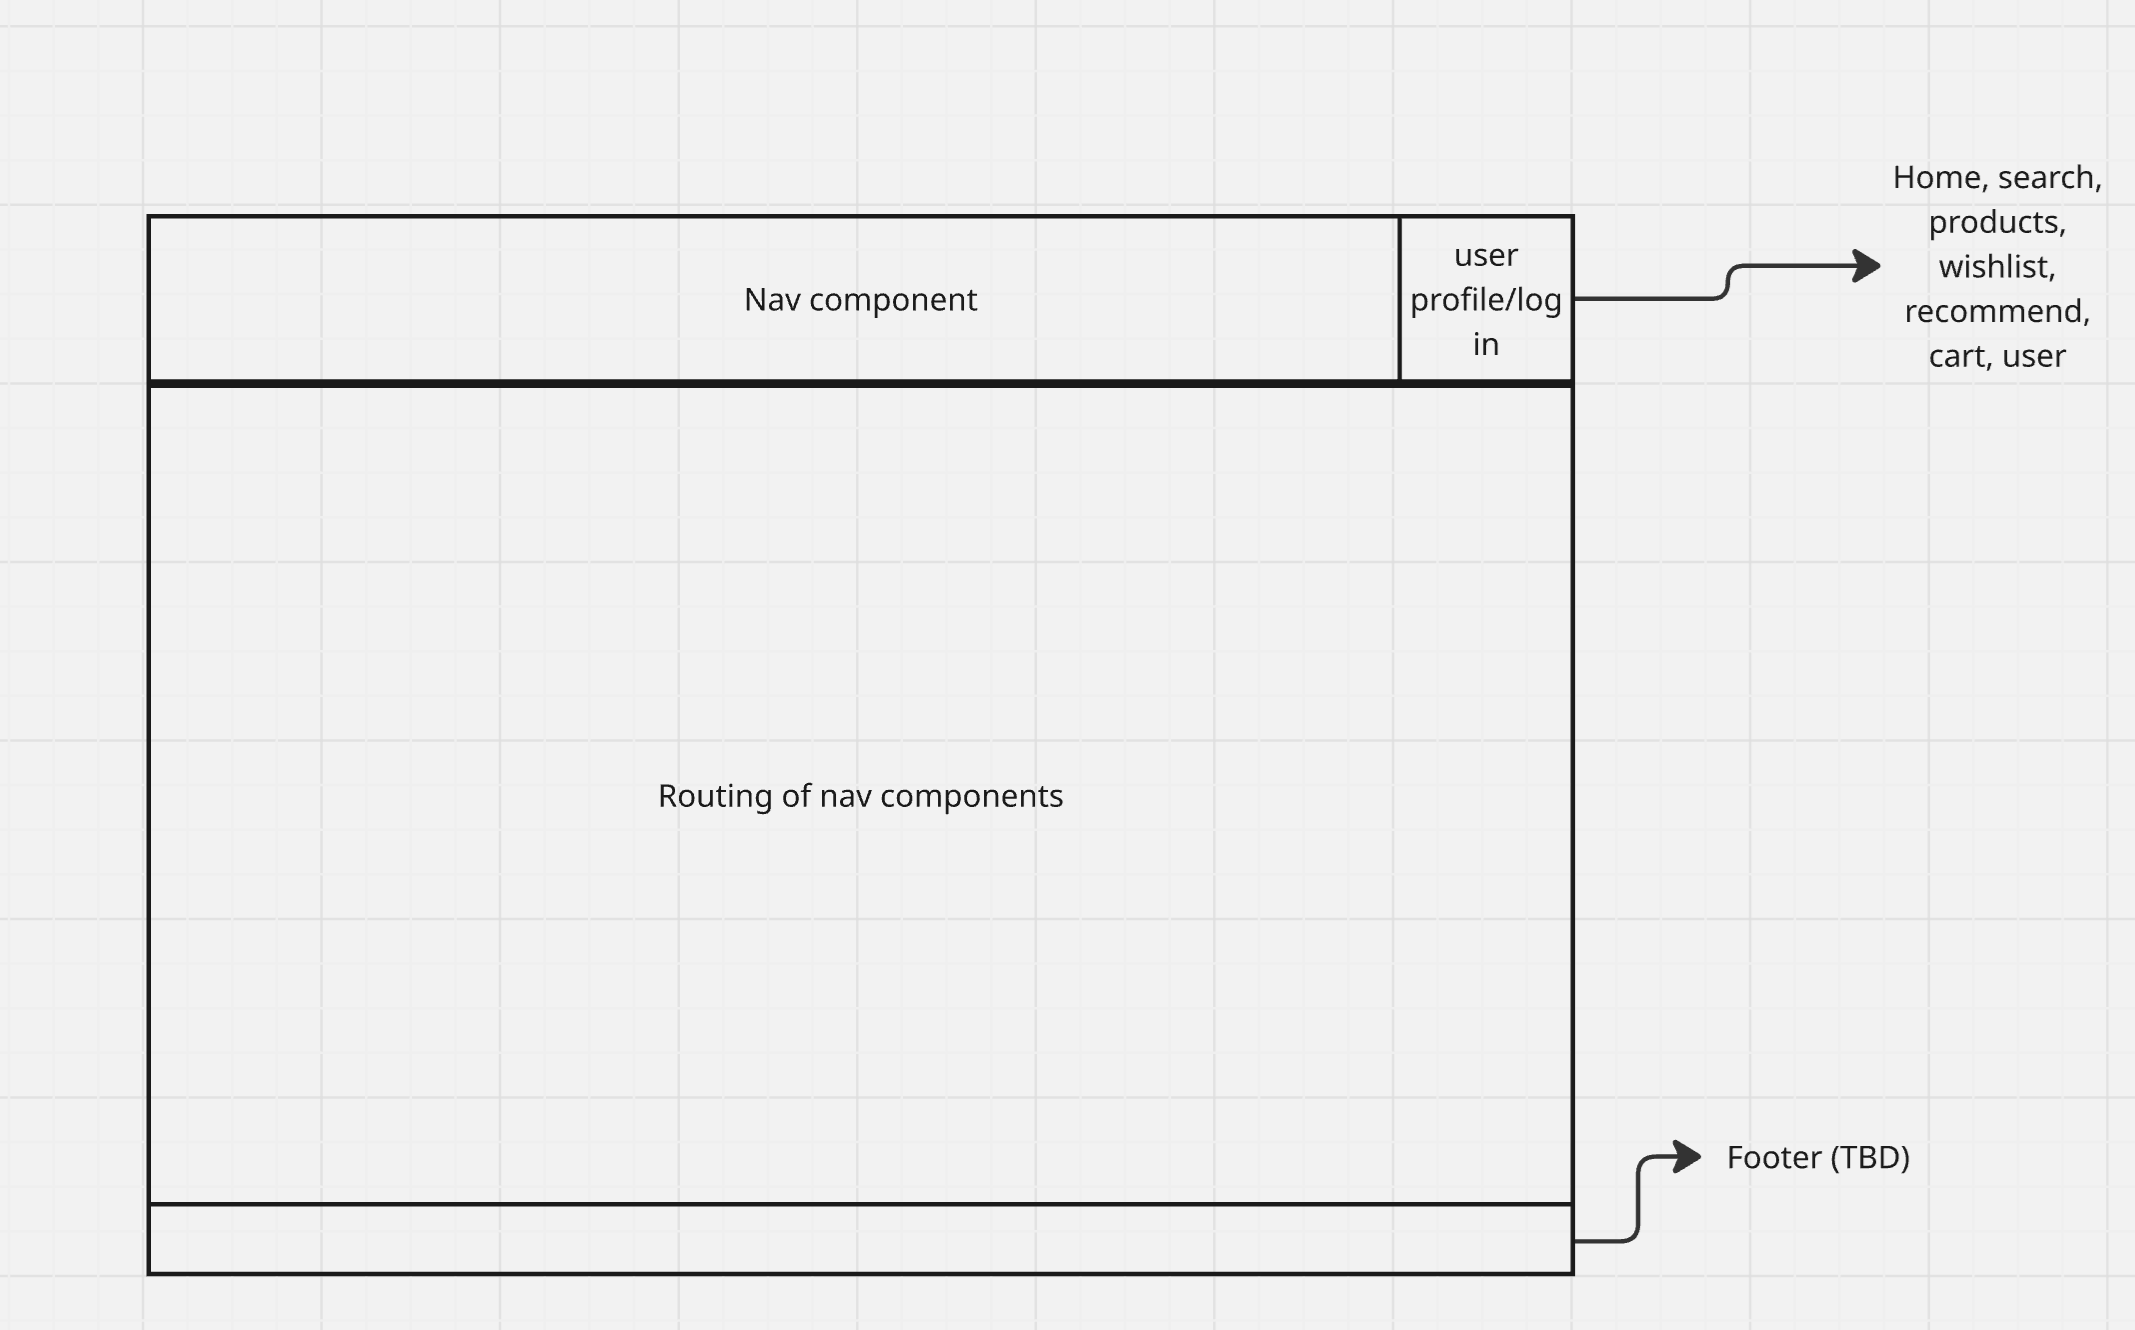 Home, search,
products,
wishlist,
recommend,
cart, user
Nav component
user
profile/log
in
Routing of nav components
Footer (TBD)